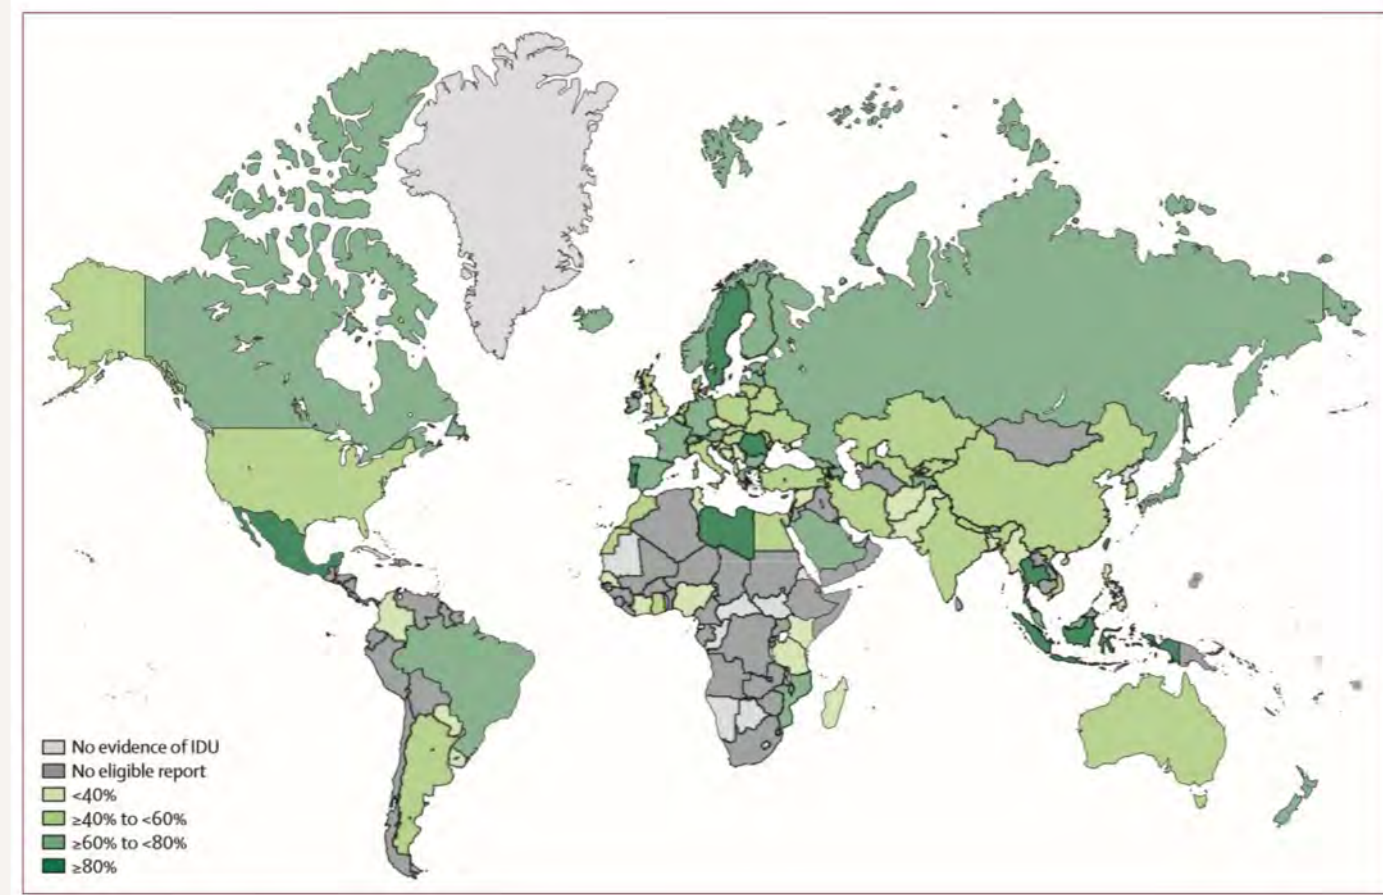 No evidence of IDU
No eligible report
<40%
≥40% to <60%
≥60% to <80%
≥80%